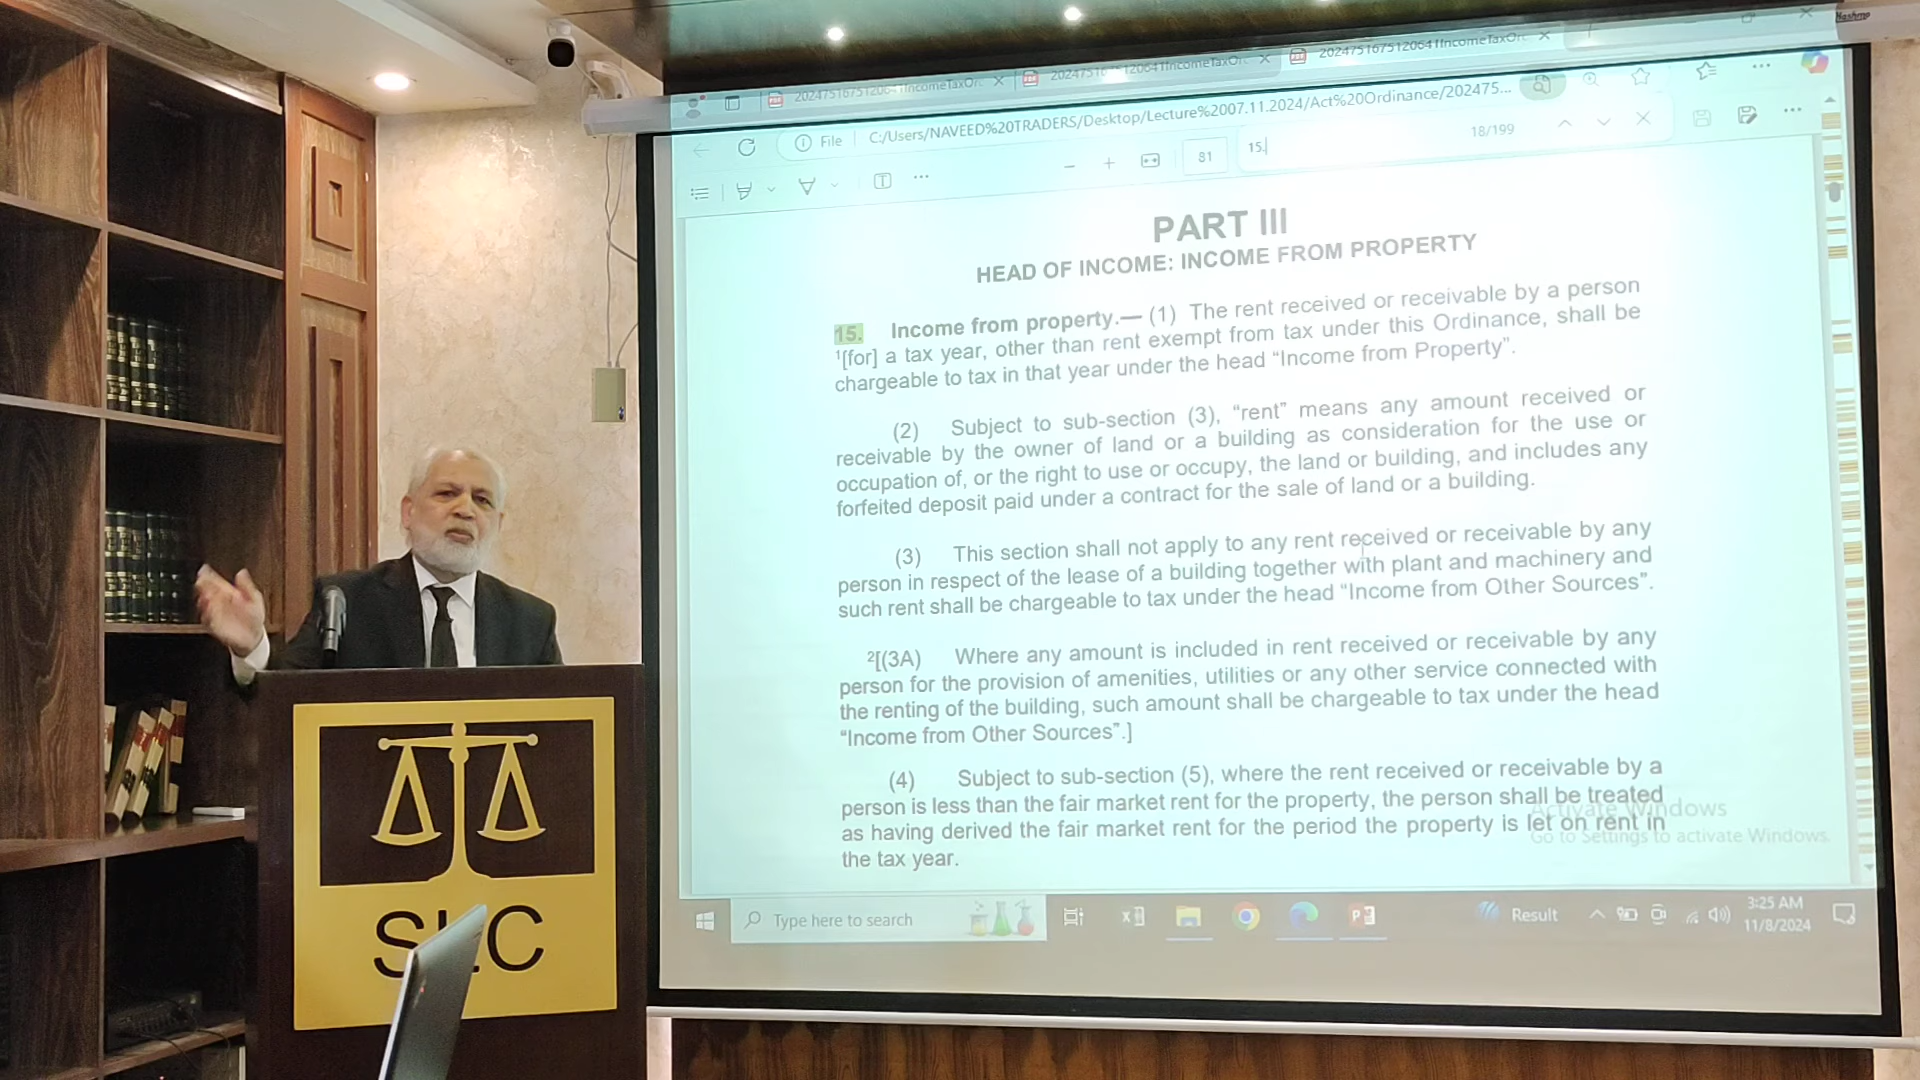 Nashmo
202475167512064 1IncomeTaxOr...
202475167512064 1IncomeTaxOr...
202475167512064 1IncomeTaxOr...
File C:/Users/NAVEED%20TRADERS/Desktop/Lecture%2007.11.2024/Act%20Ordinance/202475...
81 15. 18/199
PART III
HEAD OF INCOME: INCOME FROM PROPERTY
15. Income from property.— (1) The rent received or receivable by a person
1[for] a tax year, other than rent exempt from tax under this Ordinance, shall be
chargeable to tax in that year under the head “Income from Property”.
(2) Subject to sub-section (3), “rent” means any amount received or
receivable by the owner of land or a building as consideration for the use or
occupation of, or the right to use or occupy, the land or building, and includes any
forfeited deposit paid under a contract for the sale of land or a building.
(3) This section shall not apply to any rent received or receivable by any
person in respect of the lease of a building together with plant and machinery and
such rent shall be chargeable to tax under the head “Income from Other Sources”.
2[(3A) Where any amount is included in rent received or receivable by any
person for the provision of amenities, utilities or any other service connected with
the renting of the building, such amount shall be chargeable to tax under the head
“Income from Other Sources”.]
(4) Subject to sub-section (5), where the rent received or receivable by a
person is less than the fair market rent for the property, the person shall be treated
as having derived the fair market rent for the period the property is let on rent in
the tax year.
Activate Windows
Go to Settings to activate Windows.
Type here to search
Result
3:25 AM
11/8/2024
SLC